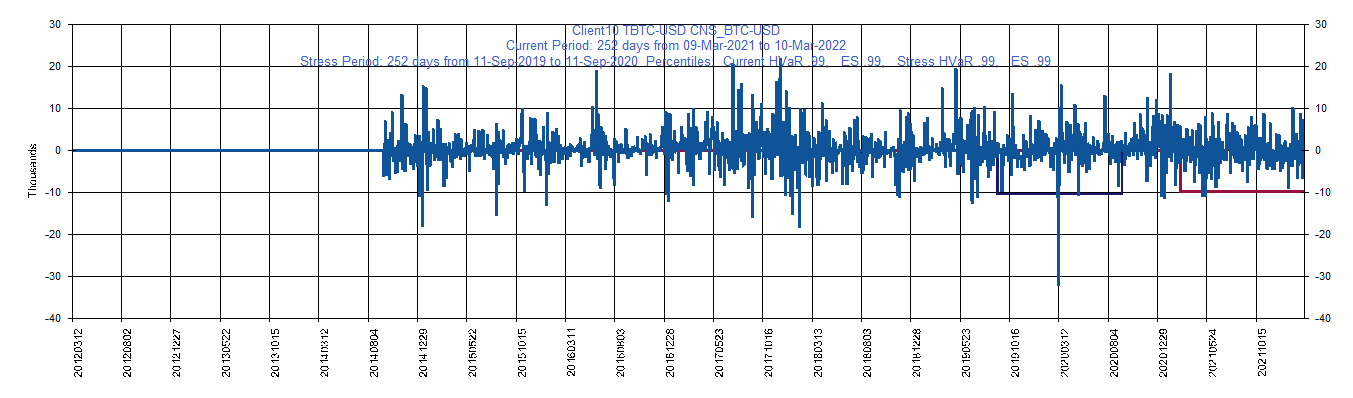 Client10 TBTC-USD CNS_BTC-USD
Current Period: 252 days from 09-Mar-2021 to 10-Mar-2022
Stress Period: 252 days from 11-Sep-2019 to 11-Sep-2020 Percentiles: Current HVaR .99, ES .99, Stress HVaR .99, ES .99
30 30
20 20
10 10
0 0
-10 -10
-20 -20
-30 -30
-40 -40
Thousands
20120312 20120802 20121227 20130522 20131015 20140312 20140804 20141229 20150522 20151015 20160311 20160803 20161228 20170523 20171016 20180313 20180803 20181228 20190523 20191016 20200312 20200804 20201229 20210524 20211015